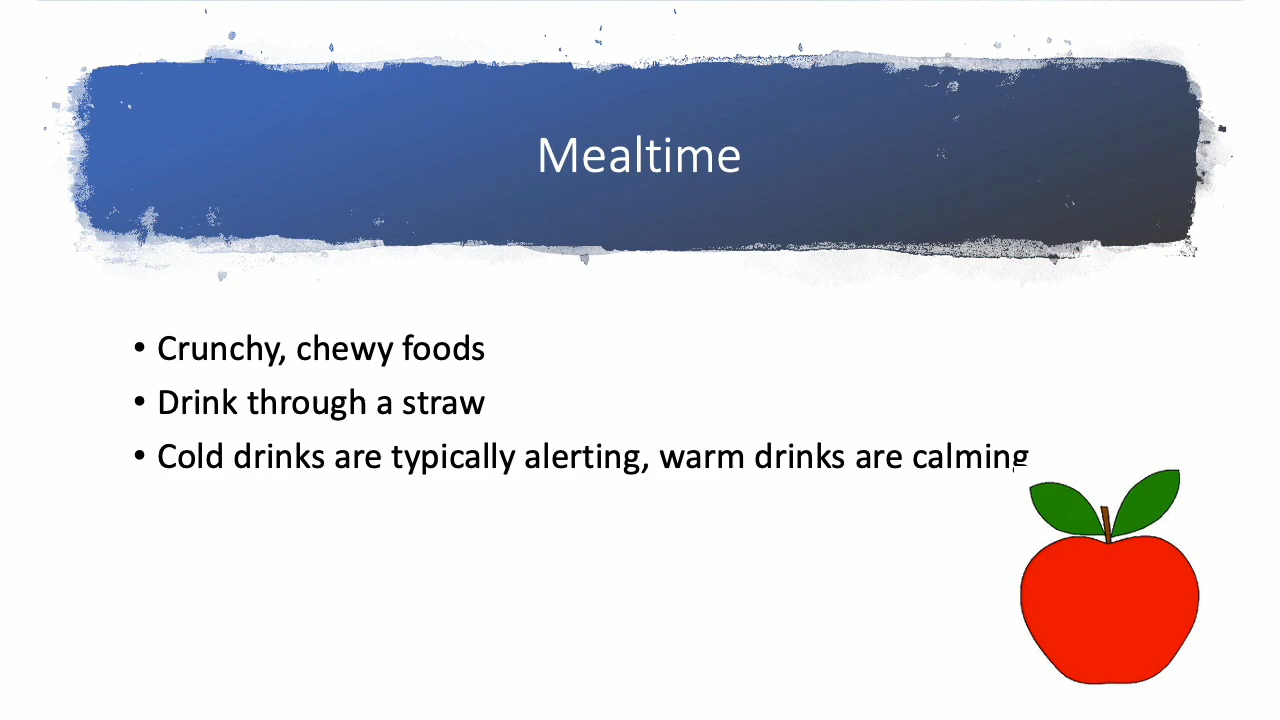 Mealtime
• Crunchy, chewy foods
• Drink through a straw
• Cold drinks are typically alerting, warm drinks are calming